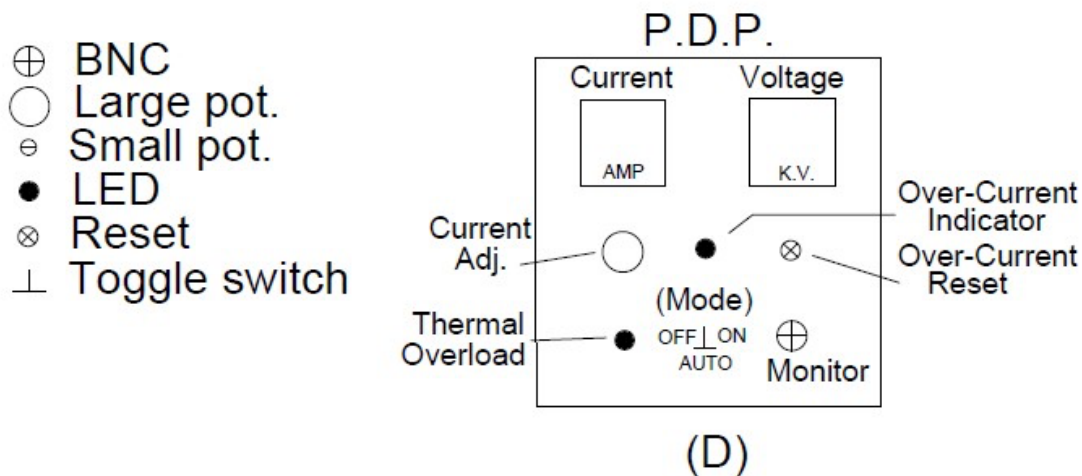 BNC
Large pot.
Small pot.
LED
Reset
Toggle switch
P.D.P.
Current Voltage
AMP K.V.
Over-Current
Indicator
Current
Adj.
Over-Current
Reset
(Mode)
Thermal
Overload
OFF ON
AUTO
Monitor
(D)